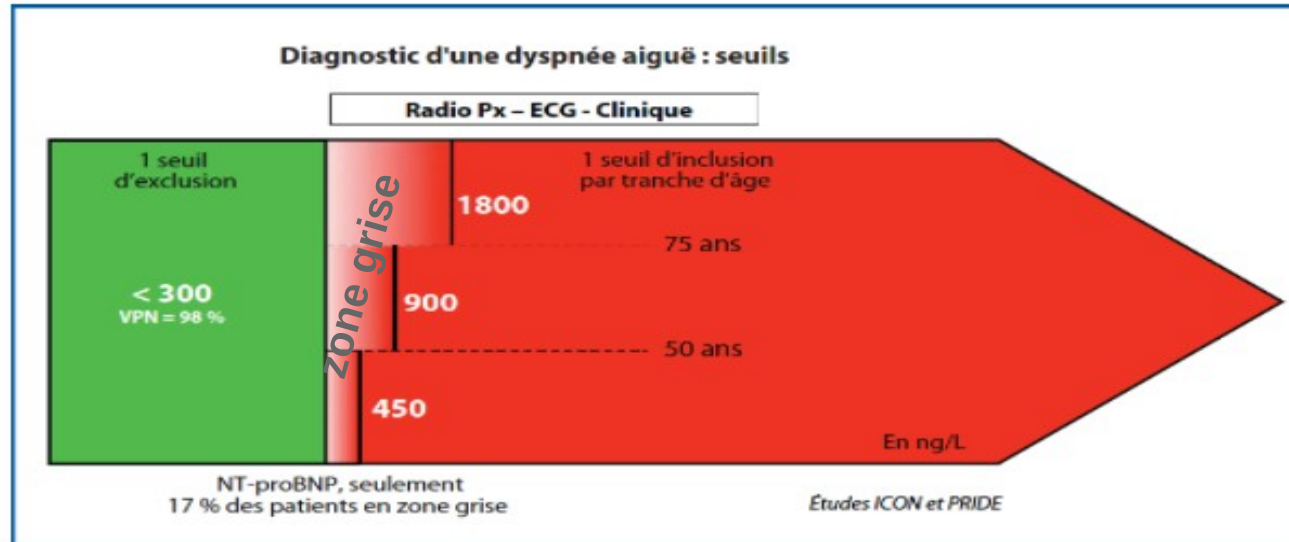 Diagnostic d'une dyspnée aiguë : seuils
Radio Px – ECG - Clinique
1 seuil
d'exclusion
1 seuil d'inclusion
par tranche d'âge
zone grise
1800
75 ans
< 300
VPN = 98 %
900
50 ans
450
En ng/L
NT-proBNP, seulement
17 % des patients en zone grise
Études ICON et PRIDE